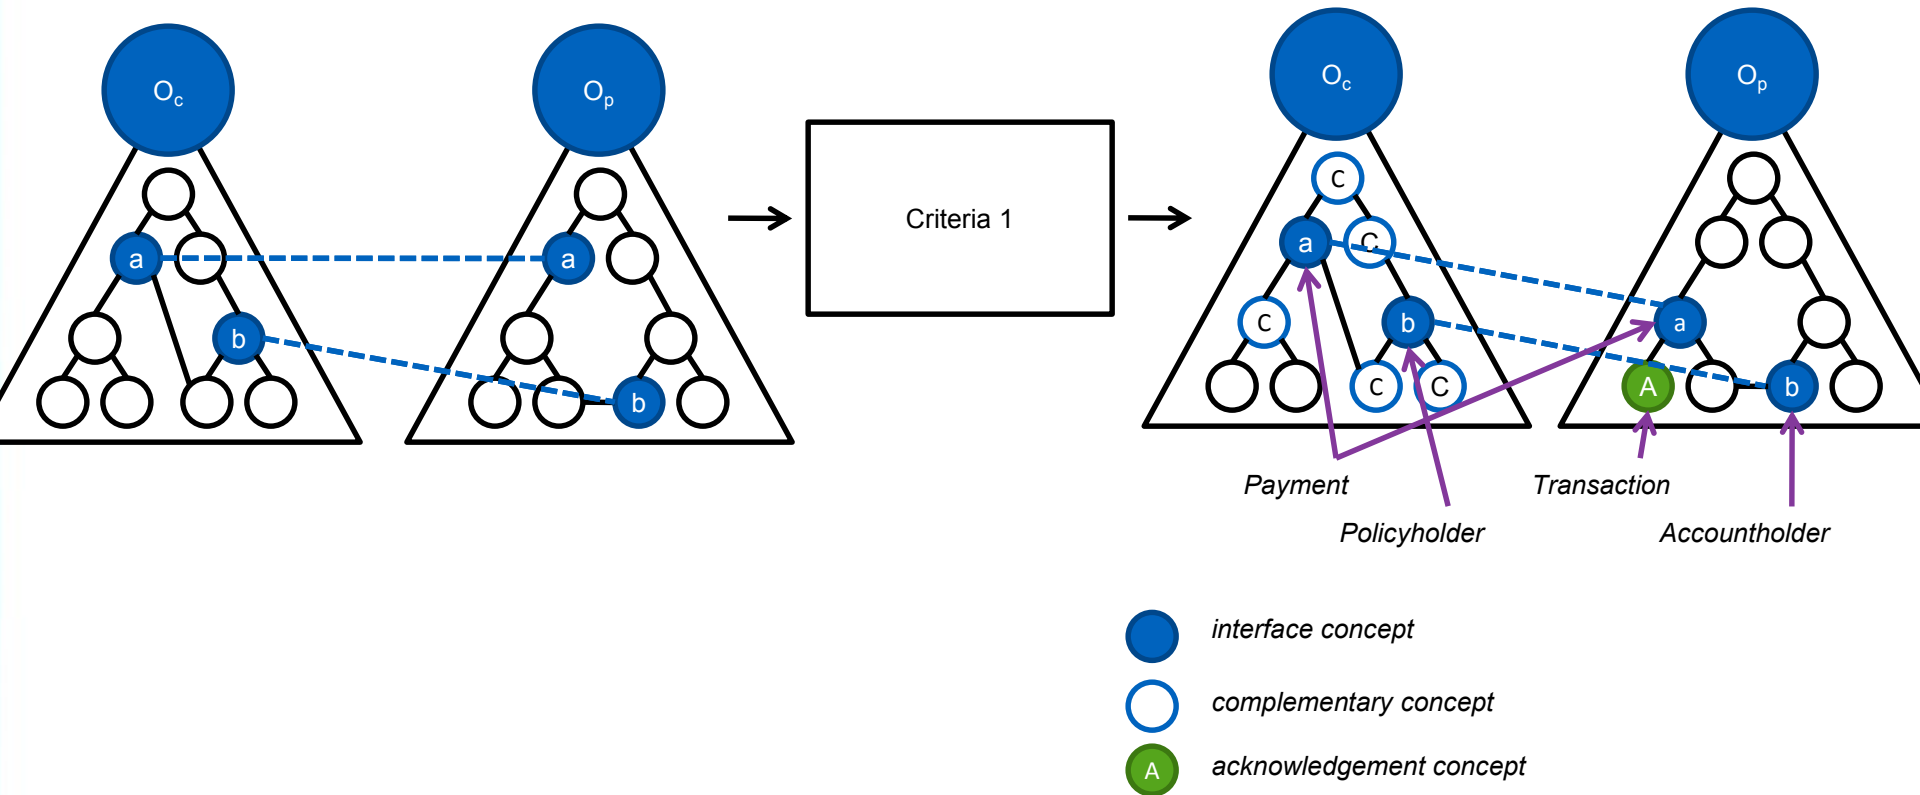 Oc
Op
Oc
Op
a
b
a
b
Criteria 1
C
a
C
C
b
C
C
a
A
b
Payment
Transaction
Policyholder
Accountholder
interface concept
complementary concept
A
acknowledgement concept